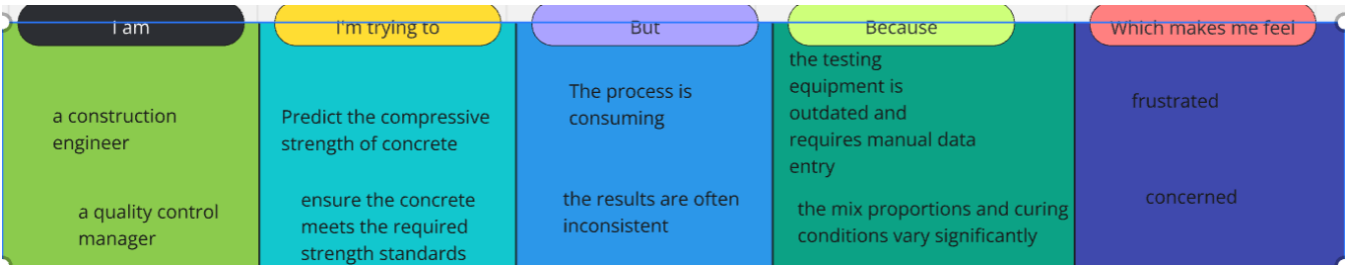 I am
I'm trying to
But
Because
Which makes me feel
a construction
engineer
Predict the compressive
strength of concrete
The process is
consuming
the testing
equipment is
outdated and
requires manual data
entry
frustrated
a quality control
manager
ensure the concrete
meets the required
strength standards
the results are often
inconsistent
the mix proportions and curing
conditions vary significantly
concerned